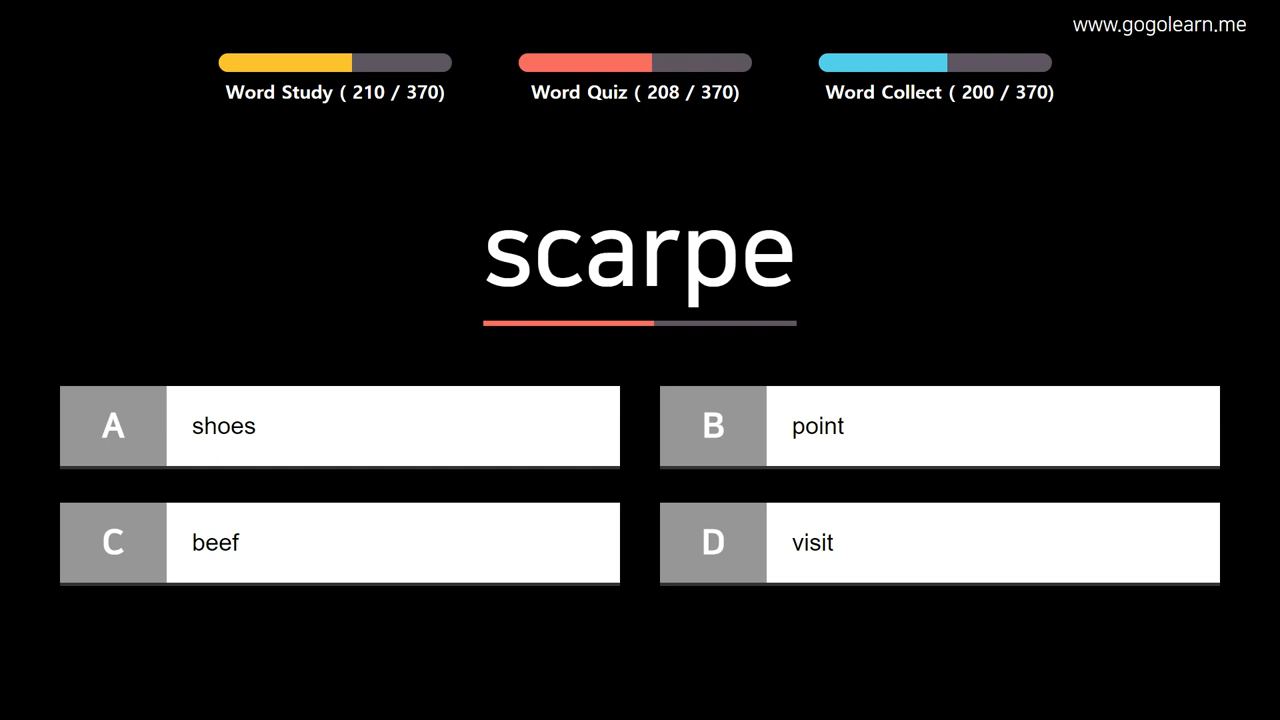 www.gogolearn.me
Word Study ( 210 / 370)
Word Quiz ( 208 / 370)
Word Collect ( 200 / 370)
scarpe
A shoes
B point
C beef
D visit